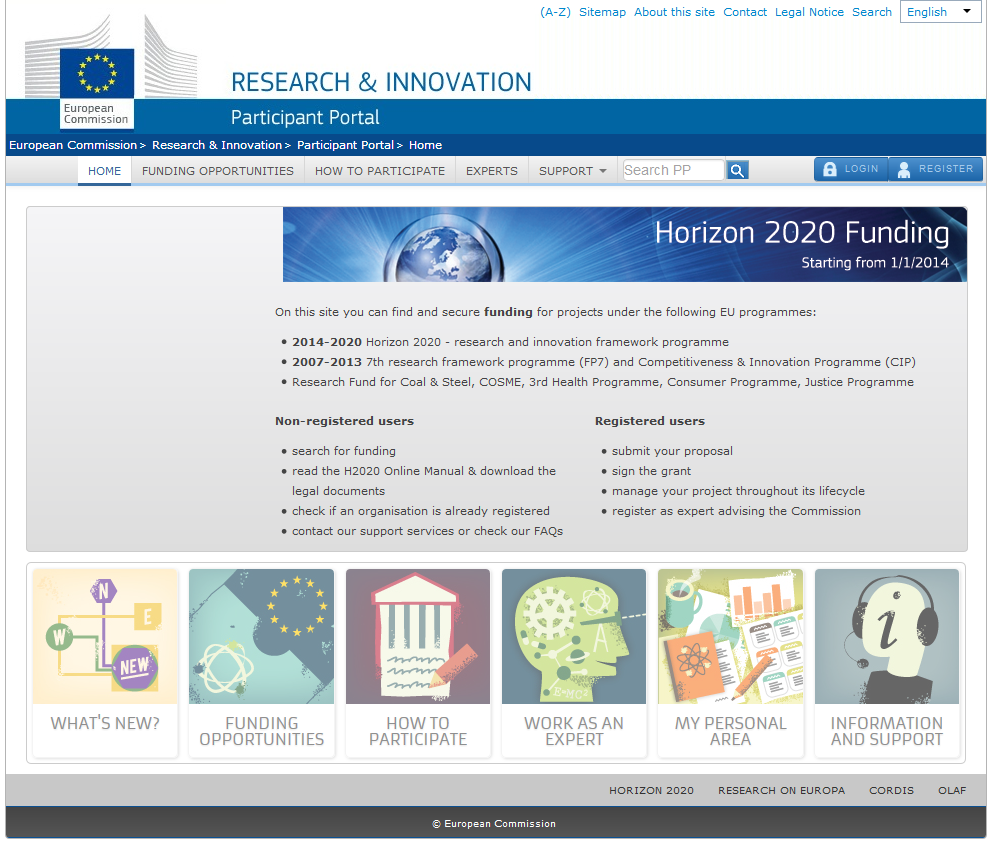 (A-Z) Sitemap About this site Contact Legal Notice Search English
European
Commission
RESEARCH & INNOVATION
Participant Portal
European Commission > Research & Innovation > Participant Portal > Home
HOME FUNDING OPPORTUNITIES HOW TO PARTICIPATE EXPERTS SUPPORT Search PP LOGIN REGISTER
Horizon 2020 Funding
Starting from 1/1/2014
On this site you can find and secure funding for projects under the following EU programmes:
• 2014-2020 Horizon 2020 - research and innovation framework programme
• 2007-2013 7th research framework programme (FP7) and Competitiveness & Innovation Programme (CIP)
• Research Fund for Coal & Steel, COSME, 3rd Health Programme, Consumer Programme, Justice Programme
Non-registered users
• search for funding
• read the H2020 Online Manual & download the
legal documents
• check if an organisation is already registered
• contact our support services or check our FAQs
Registered users
• submit your proposal
• sign the grant
• manage your project throughout its lifecycle
• register as expert advising the Commission
N
E
W
NEW
WHAT'S NEW?
FUNDING
OPPORTUNITIES
HOW TO
PARTICIPATE
A
E=MC²
WORK AS AN
EXPERT
MY PERSONAL
AREA
i
INFORMATION
AND SUPPORT
HORIZON 2020 RESEARCH ON EUROPA CORDIS OLAF
© European Commission